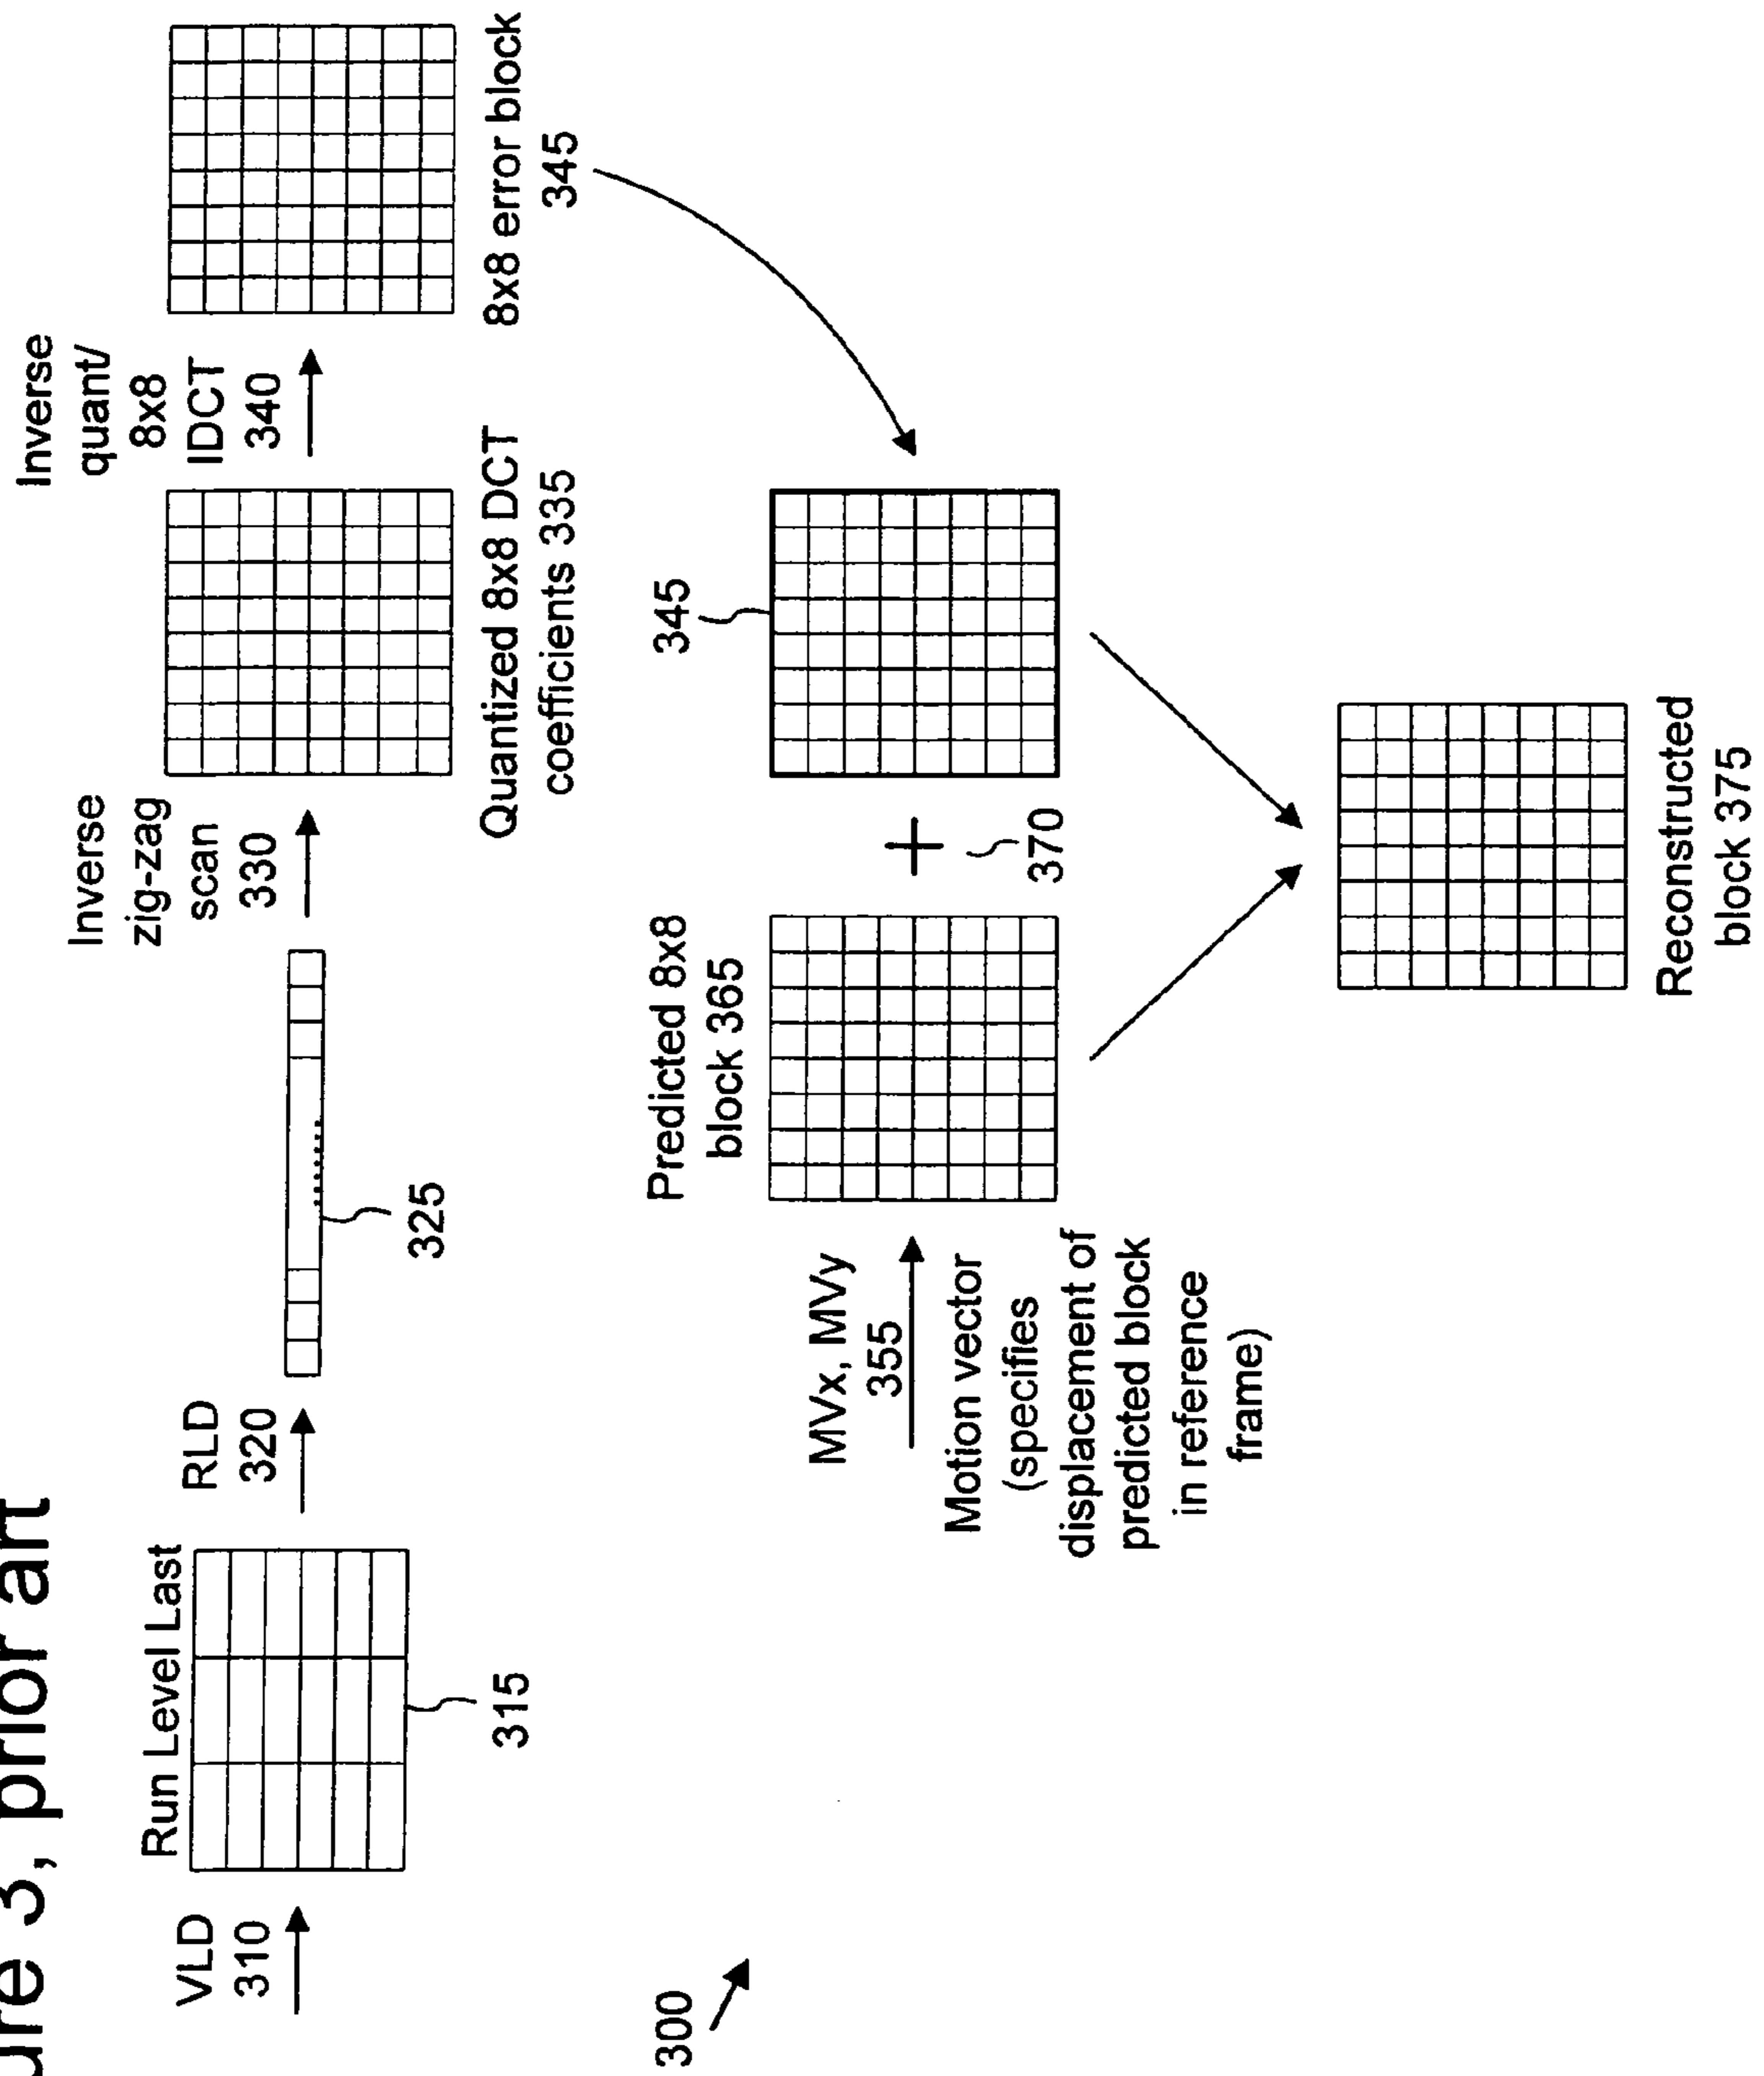 ure 3, prior art
VLD
310
Run Level Last
315
RLD
320
325
Inverse
zig-zag
scan
330
Quantized 8x8 DCT
coefficients 335
Inverse
quant/
8x8
IDCT
340
8x8 error block
345
300
MVx, MVy
355
Motion vector
(specifies
displacement of
predicted block
in reference
frame)
Predicted 8x8
block 365
+
370
345
Reconstructed
block 375